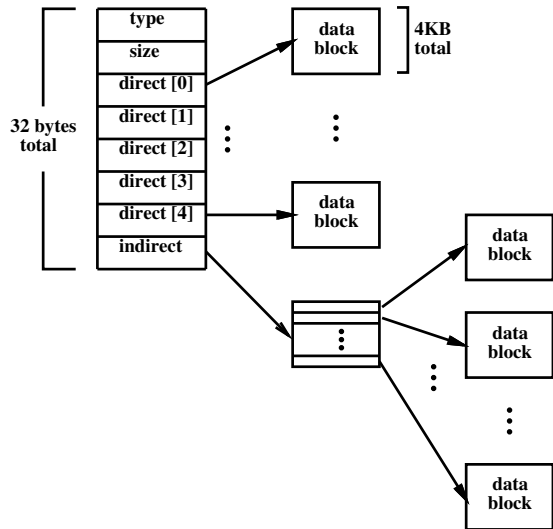 type
size
direct [0]
direct [1]
direct [2]
direct [3]
direct [4]
indirect
32 bytes
total
data
block
4KB
total
data
block
data
block
data
block
data
block